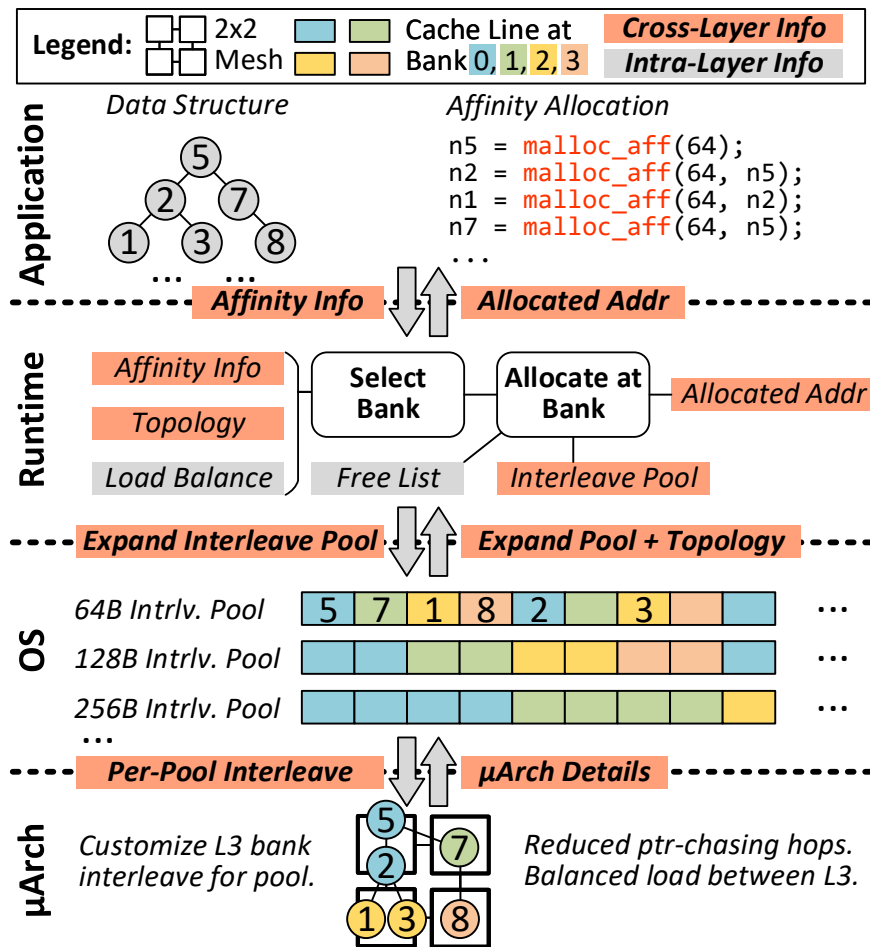 Legend: 2x2 Mesh Cache Line at Bank 0, 1, 2, 3 Cross-Layer Info
Intra-Layer Info
Application
Data Structure
5
2 7
1 3 8
... ...
Affinity Allocation
n5 = malloc_aff(64);
n2 = malloc_aff(64, n5);
n1 = malloc_aff(64, n2);
n7 = malloc_aff(64, n5);
...
Affinity Info Allocated Addr
Runtime
Affinity Info
Topology
Load Balance
Select Bank
Allocate at Bank
Allocated Addr
Free List
Interleave Pool
Expand Interleave Pool Expand Pool + Topology
OS
64B Intrlv. Pool 5 7 1 8 2 3 ...
128B Intrlv. Pool ...
256B Intrlv. Pool ...
...
Per-Pool Interleave μArch Details
μArch
Customize L3 bank
interleave for pool.
5
7
2
1 3 8
Reduced ptr-chasing hops.
Balanced load between L3.